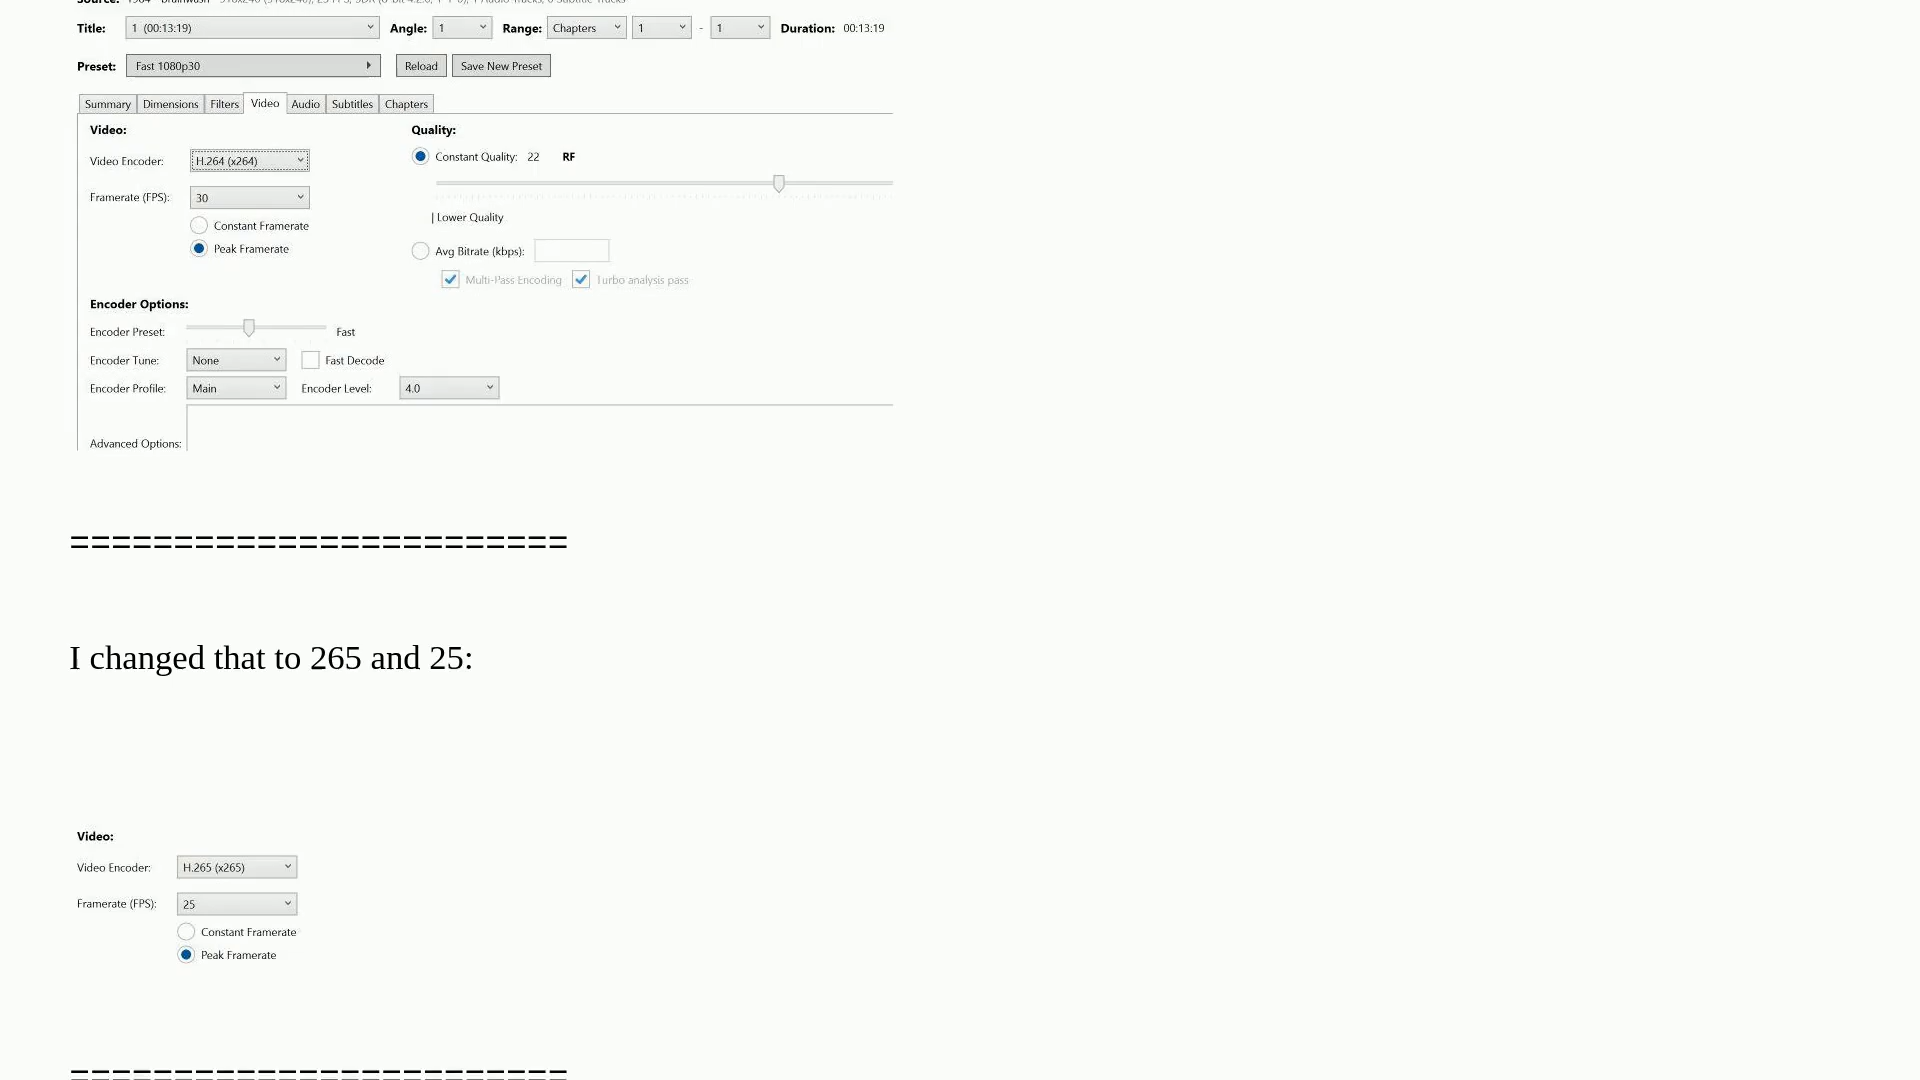 Title: 1 (00:13:19) Angle: 1 Range: Chapters 1 - 1 Duration: 00:13:19
Preset: Fast 1080p30 Reload Save New Preset
Summary Dimensions Filters Video Audio Subtitles Chapters
Video: Quality:
Video Encoder: H.264 (x264) Constant Quality: 22 RF
Framerate (FPS): 30
| Lower Quality
Constant Framerate
Peak Framerate Avg Bitrate (kbps):
Multi-Pass Encoding Turbo analysis pass
Encoder Options:
Encoder Preset: Fast
Encoder Tune: None Fast Decode
Encoder Profile: Main Encoder Level: 4.0
Advanced Options:
========================
I changed that to 265 and 25:
Video:
Video Encoder: H.265 (x265)
Framerate (FPS): 25
Constant Framerate
Peak Framerate
========================